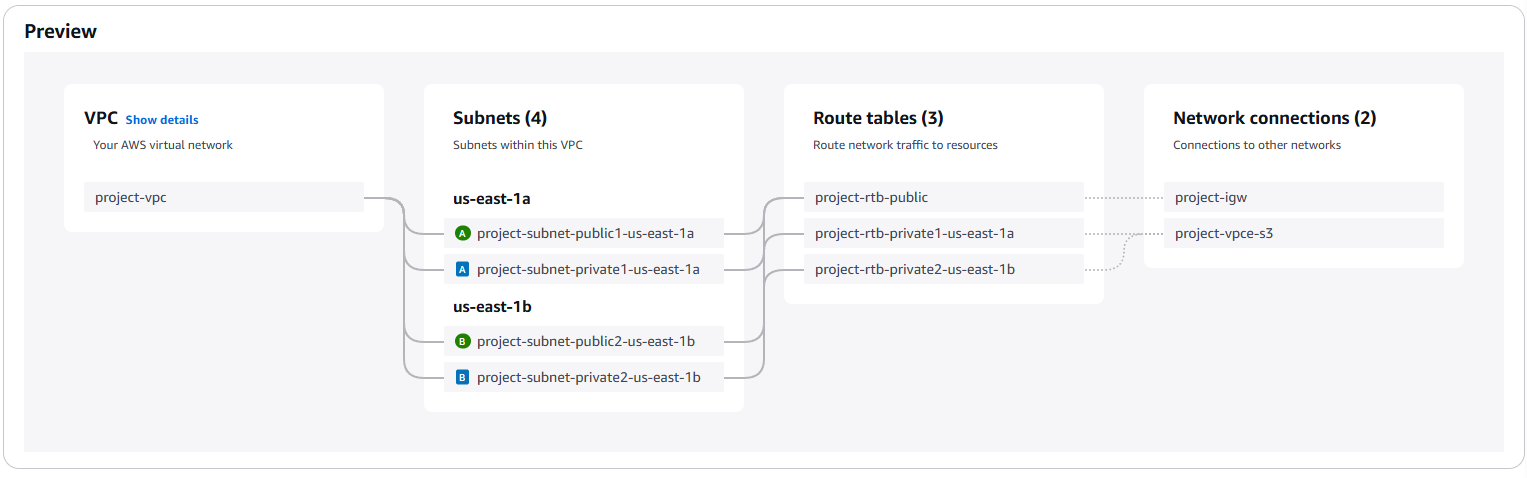 Preview
VPC Show details
Your AWS virtual network
project-vpc
Subnets (4)
Subnets within this VPC
us-east-1a
A project-subnet-public1-us-east-1a
A project-subnet-private1-us-east-1a
us-east-1b
B project-subnet-public2-us-east-1b
B project-subnet-private2-us-east-1b
Route tables (3)
Route network traffic to resources
project-rtb-public
project-rtb-private1-us-east-1a
project-rtb-private2-us-east-1b
Network connections (2)
Connections to other networks
project-igw
project-vpce-s3